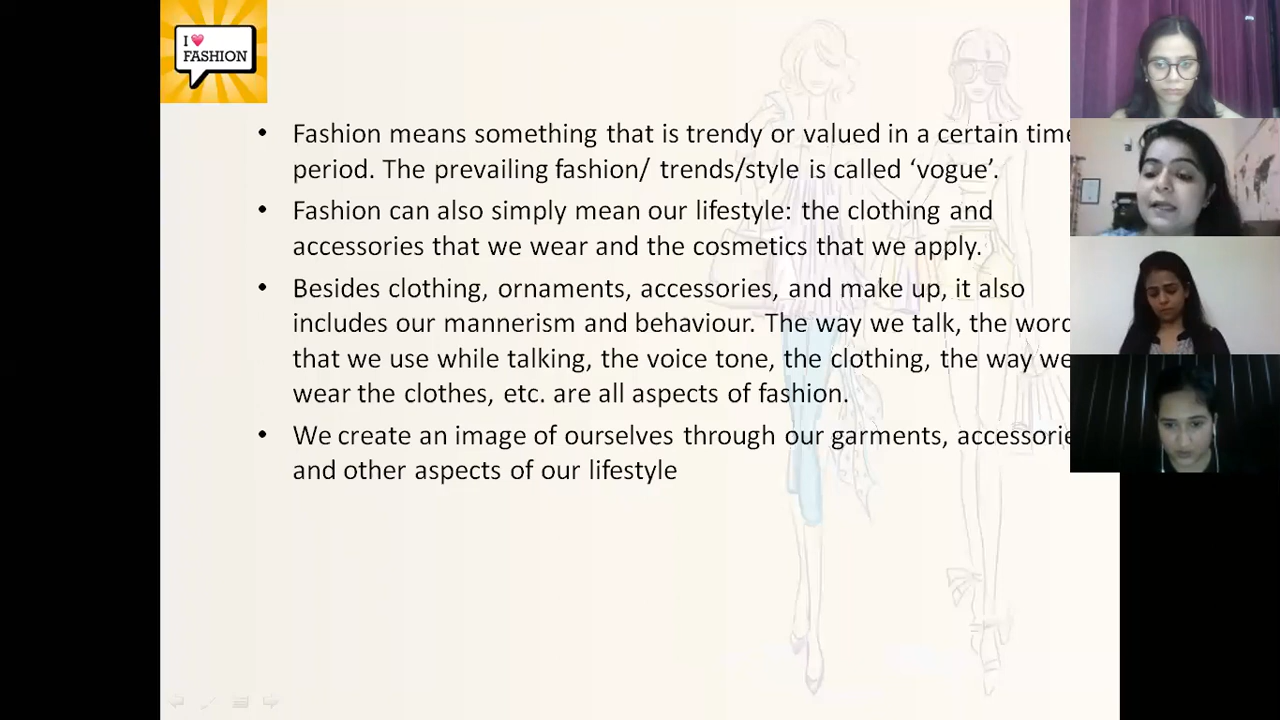 I
FASHION
• Fashion means something that is trendy or valued in a certain time
period. The prevailing fashion/ trends/style is called ‘vogue’.
• Fashion can also simply mean our lifestyle: the clothing and
accessories that we wear and the cosmetics that we apply.
• Besides clothing, ornaments, accessories, and make up, it also
includes our mannerism and behaviour. The way we talk, the word
that we use while talking, the voice tone, the clothing, the way we
wear the clothes, etc. are all aspects of fashion.
• We create an image of ourselves through our garments, accessorie
and other aspects of our lifestyle